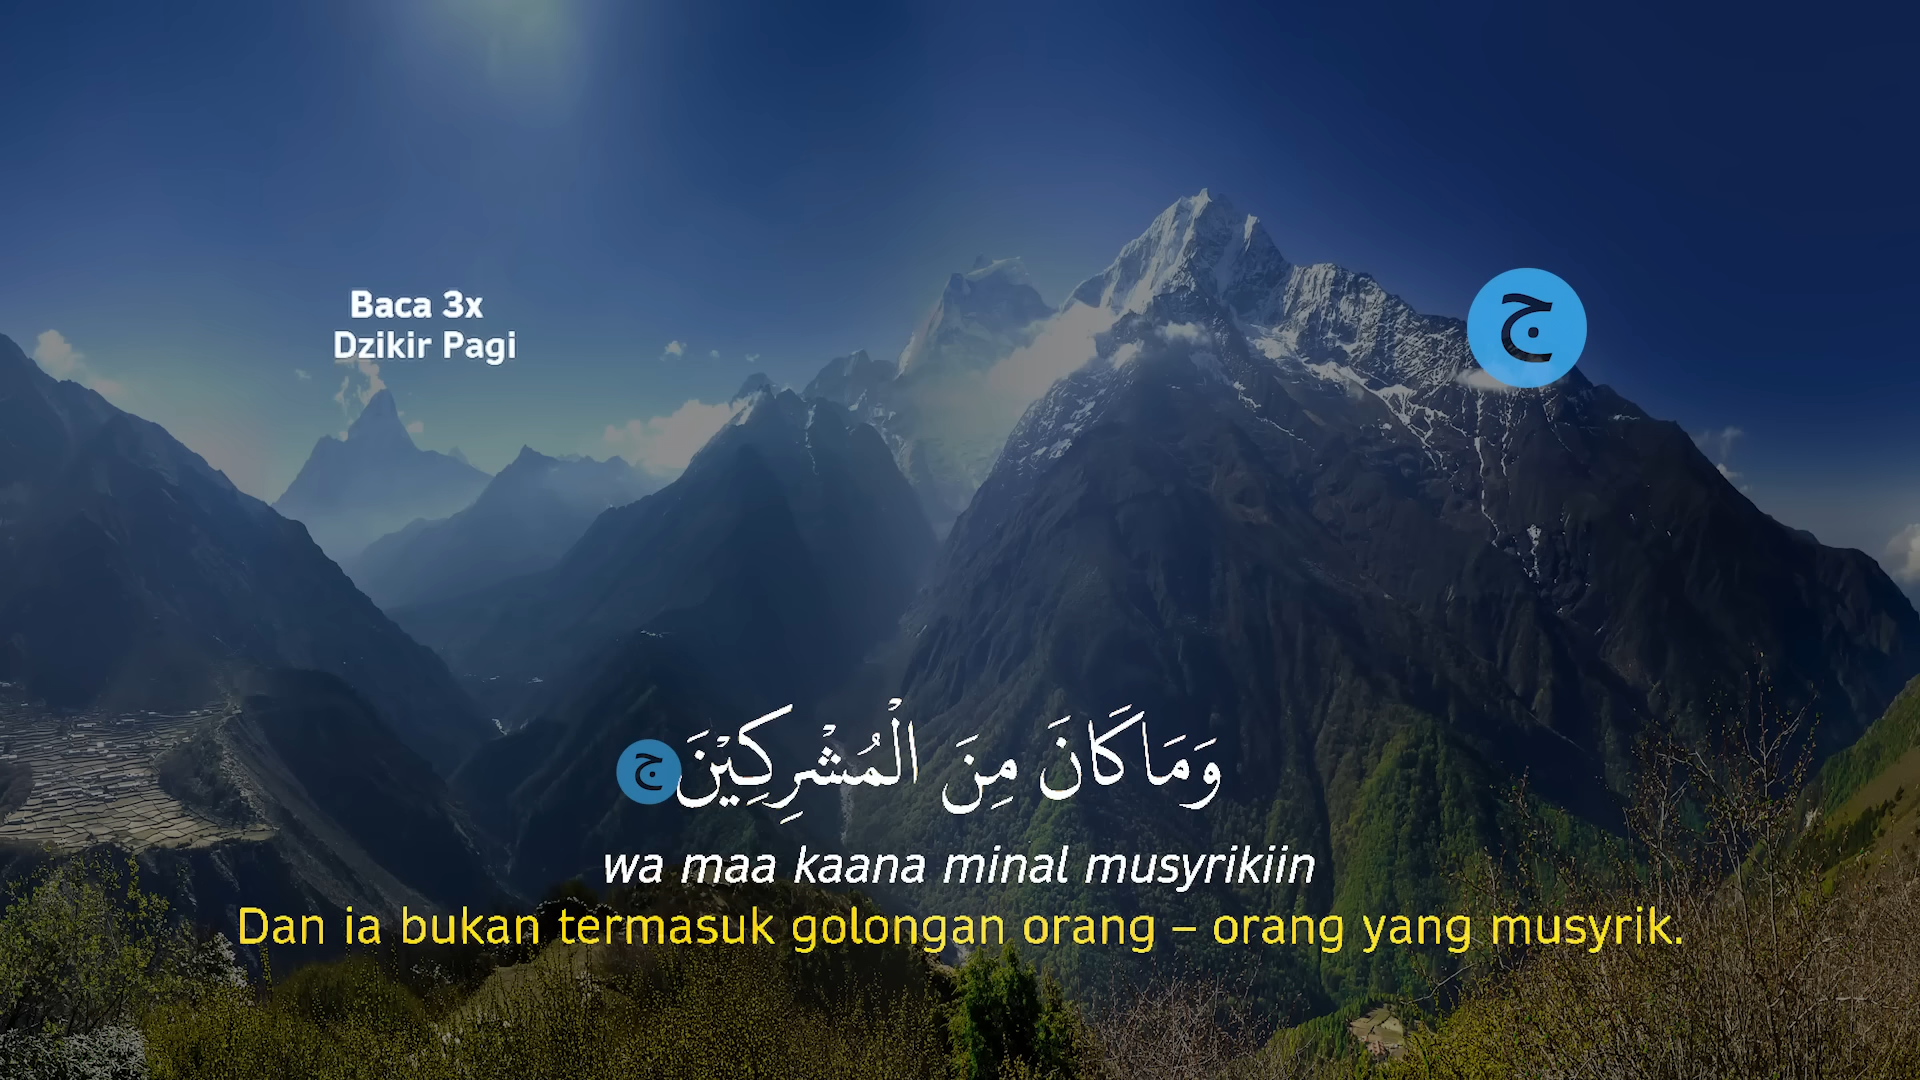 Baca 3x
Dzikir Pagi
ج
وَمَاكَانَ مِنَ الْمُشْرِكِيْنَ ج
wa maa kaana minal musyrikiin
Dan ia bukan termasuk golongan orang – orang yang musyrik.